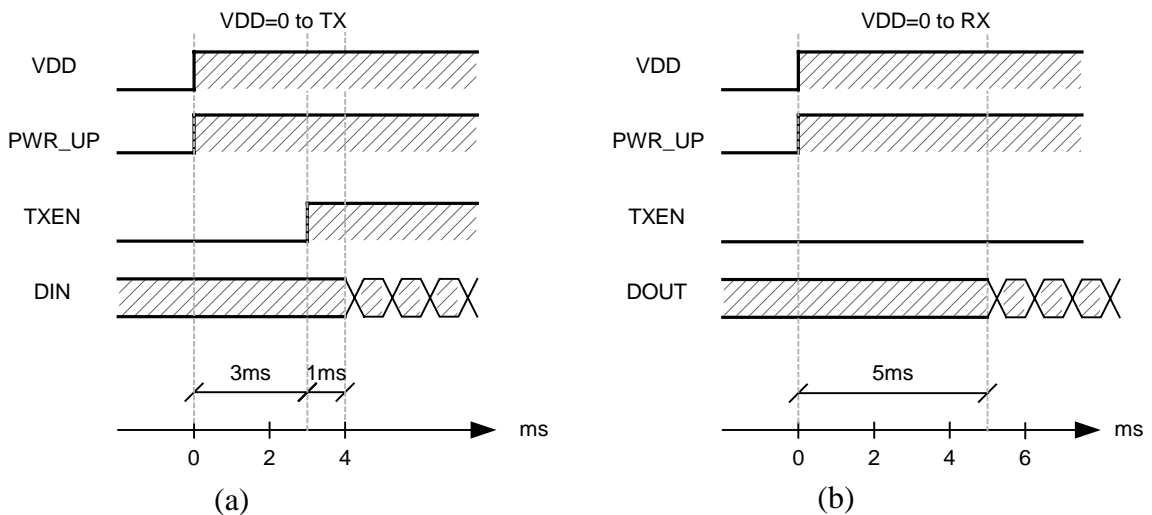 VDD=0 to TX
VDD
PWR_UP
TXEN
DIN
3ms
1ms
ms
0 2 4
(a)
VDD=0 to RX
VDD
PWR_UP
TXEN
DOUT
5ms
ms
0 2 4 6
(b)